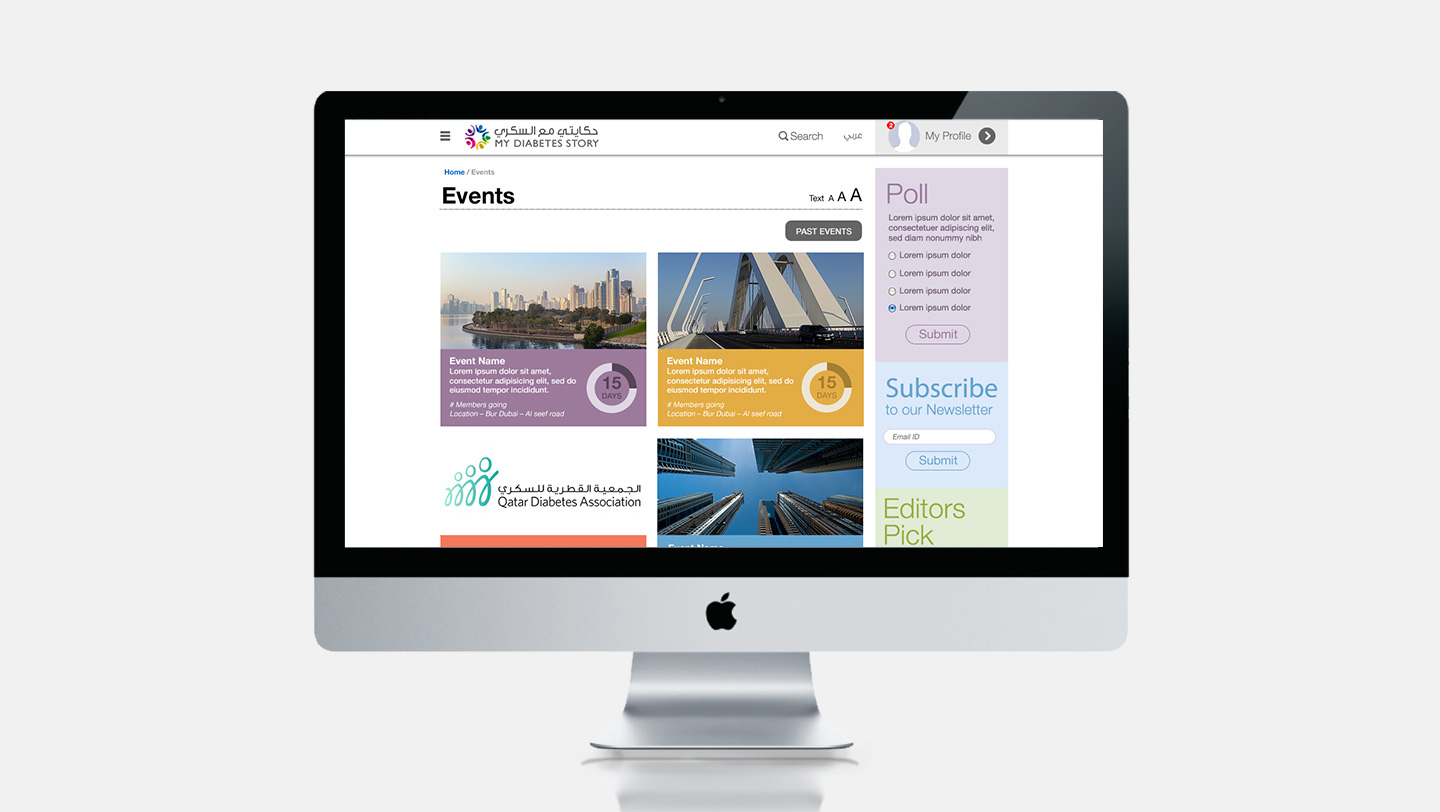 حكايتي مع السكري
MY DIABETES STORY
Search
عربي
2
My Profile
Home / Events
Events
Text A A A
PAST EVENTS
Event Name
Lorem ipsum dolor sit amet,
consectetur adipisicing elit, sed do
eiusmod tempor incididunt.
# Members going
Location – Bur Dubai – Al seef road
15
DAYS
Event Name
Lorem ipsum dolor sit amet,
consectetur adipisicing elit, sed do
eiusmod tempor incididunt.
# Members going
Location – Bur Dubai – Al seef road
15
DAYS
الجمعية القطرية للسكري
Qatar Diabetes Association
Event Name
Poll
Lorem ipsum dolor sit amet,
consectetuer adipiscing elit,
sed diam nonummy nibh
Lorem ipsum dolor
Lorem ipsum dolor
Lorem ipsum dolor
Lorem ipsum dolor
Submit
Subscribe
to our Newsletter
Email ID
Submit
Editors
Pick